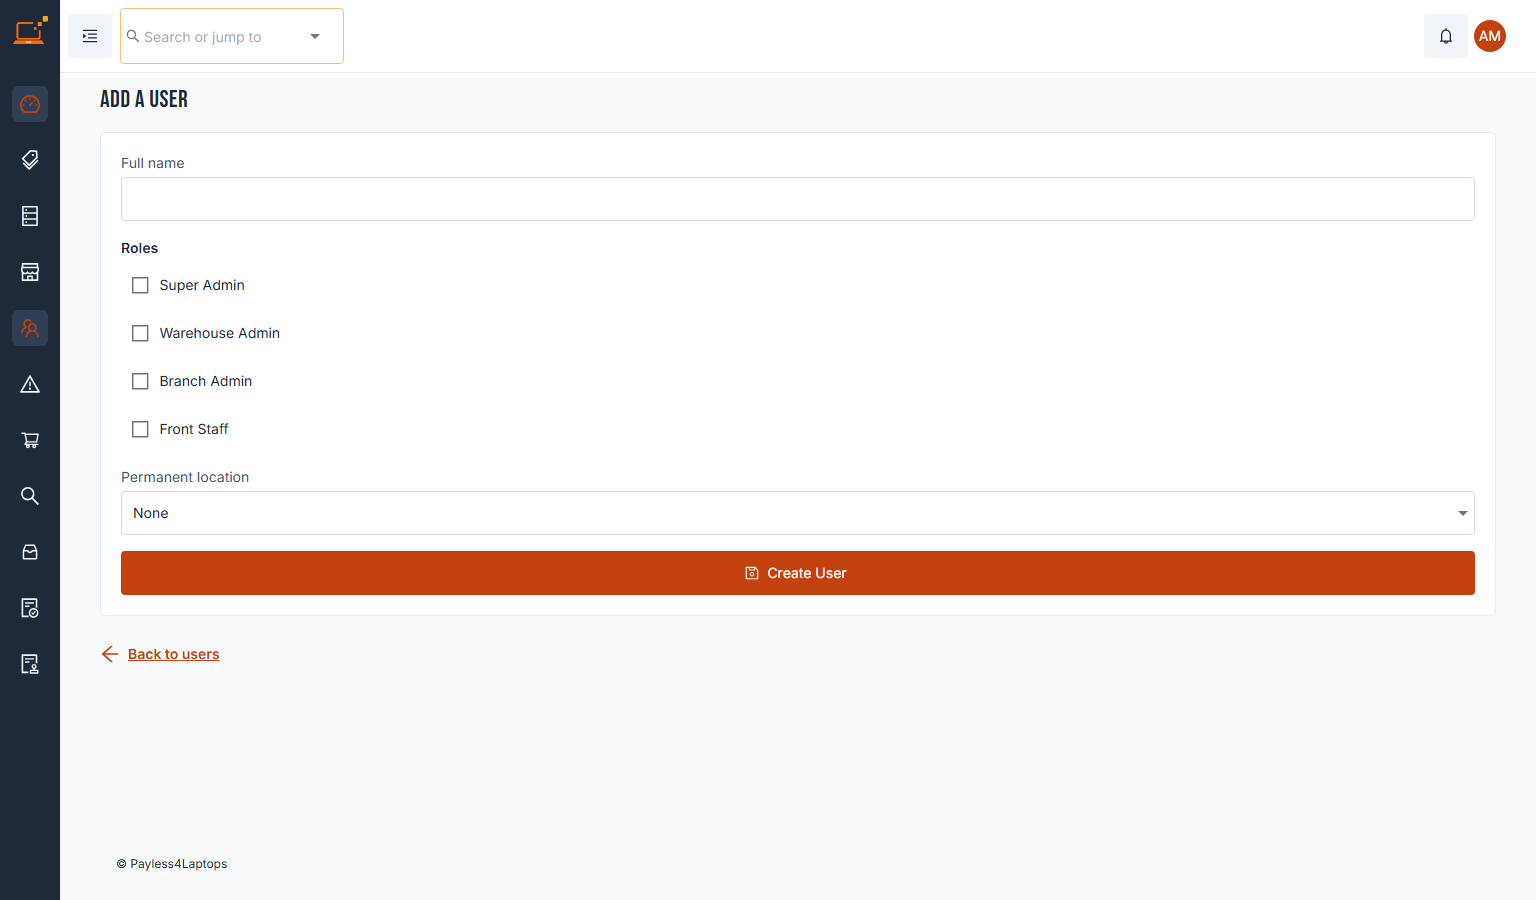 Search or jump to
AM
ADD A USER
Full name
Roles
Super Admin
Warehouse Admin
Branch Admin
Front Staff
Permanent location
None
Create User
Back to users
© Payless4Laptops